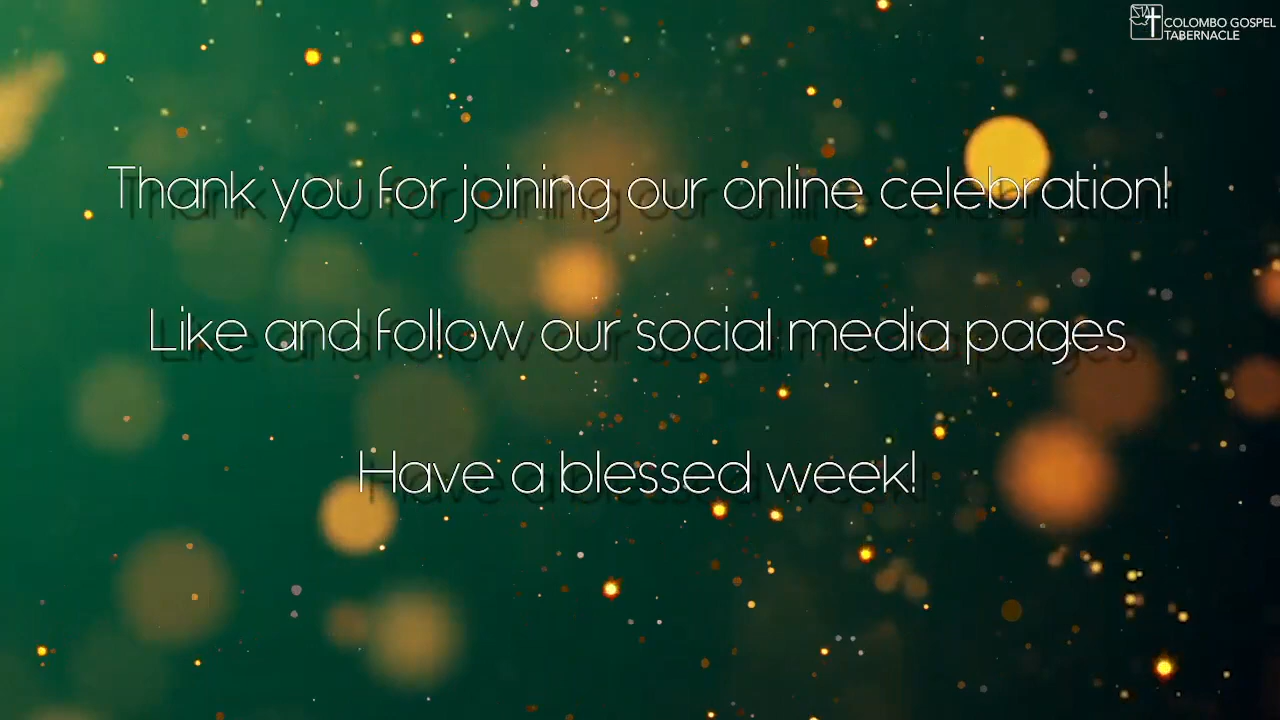 COLOMBO GOSPEL
TABERNACLE
Thank you for joining our online celebration!
Like and follow our social media pages
Have a blessed week!